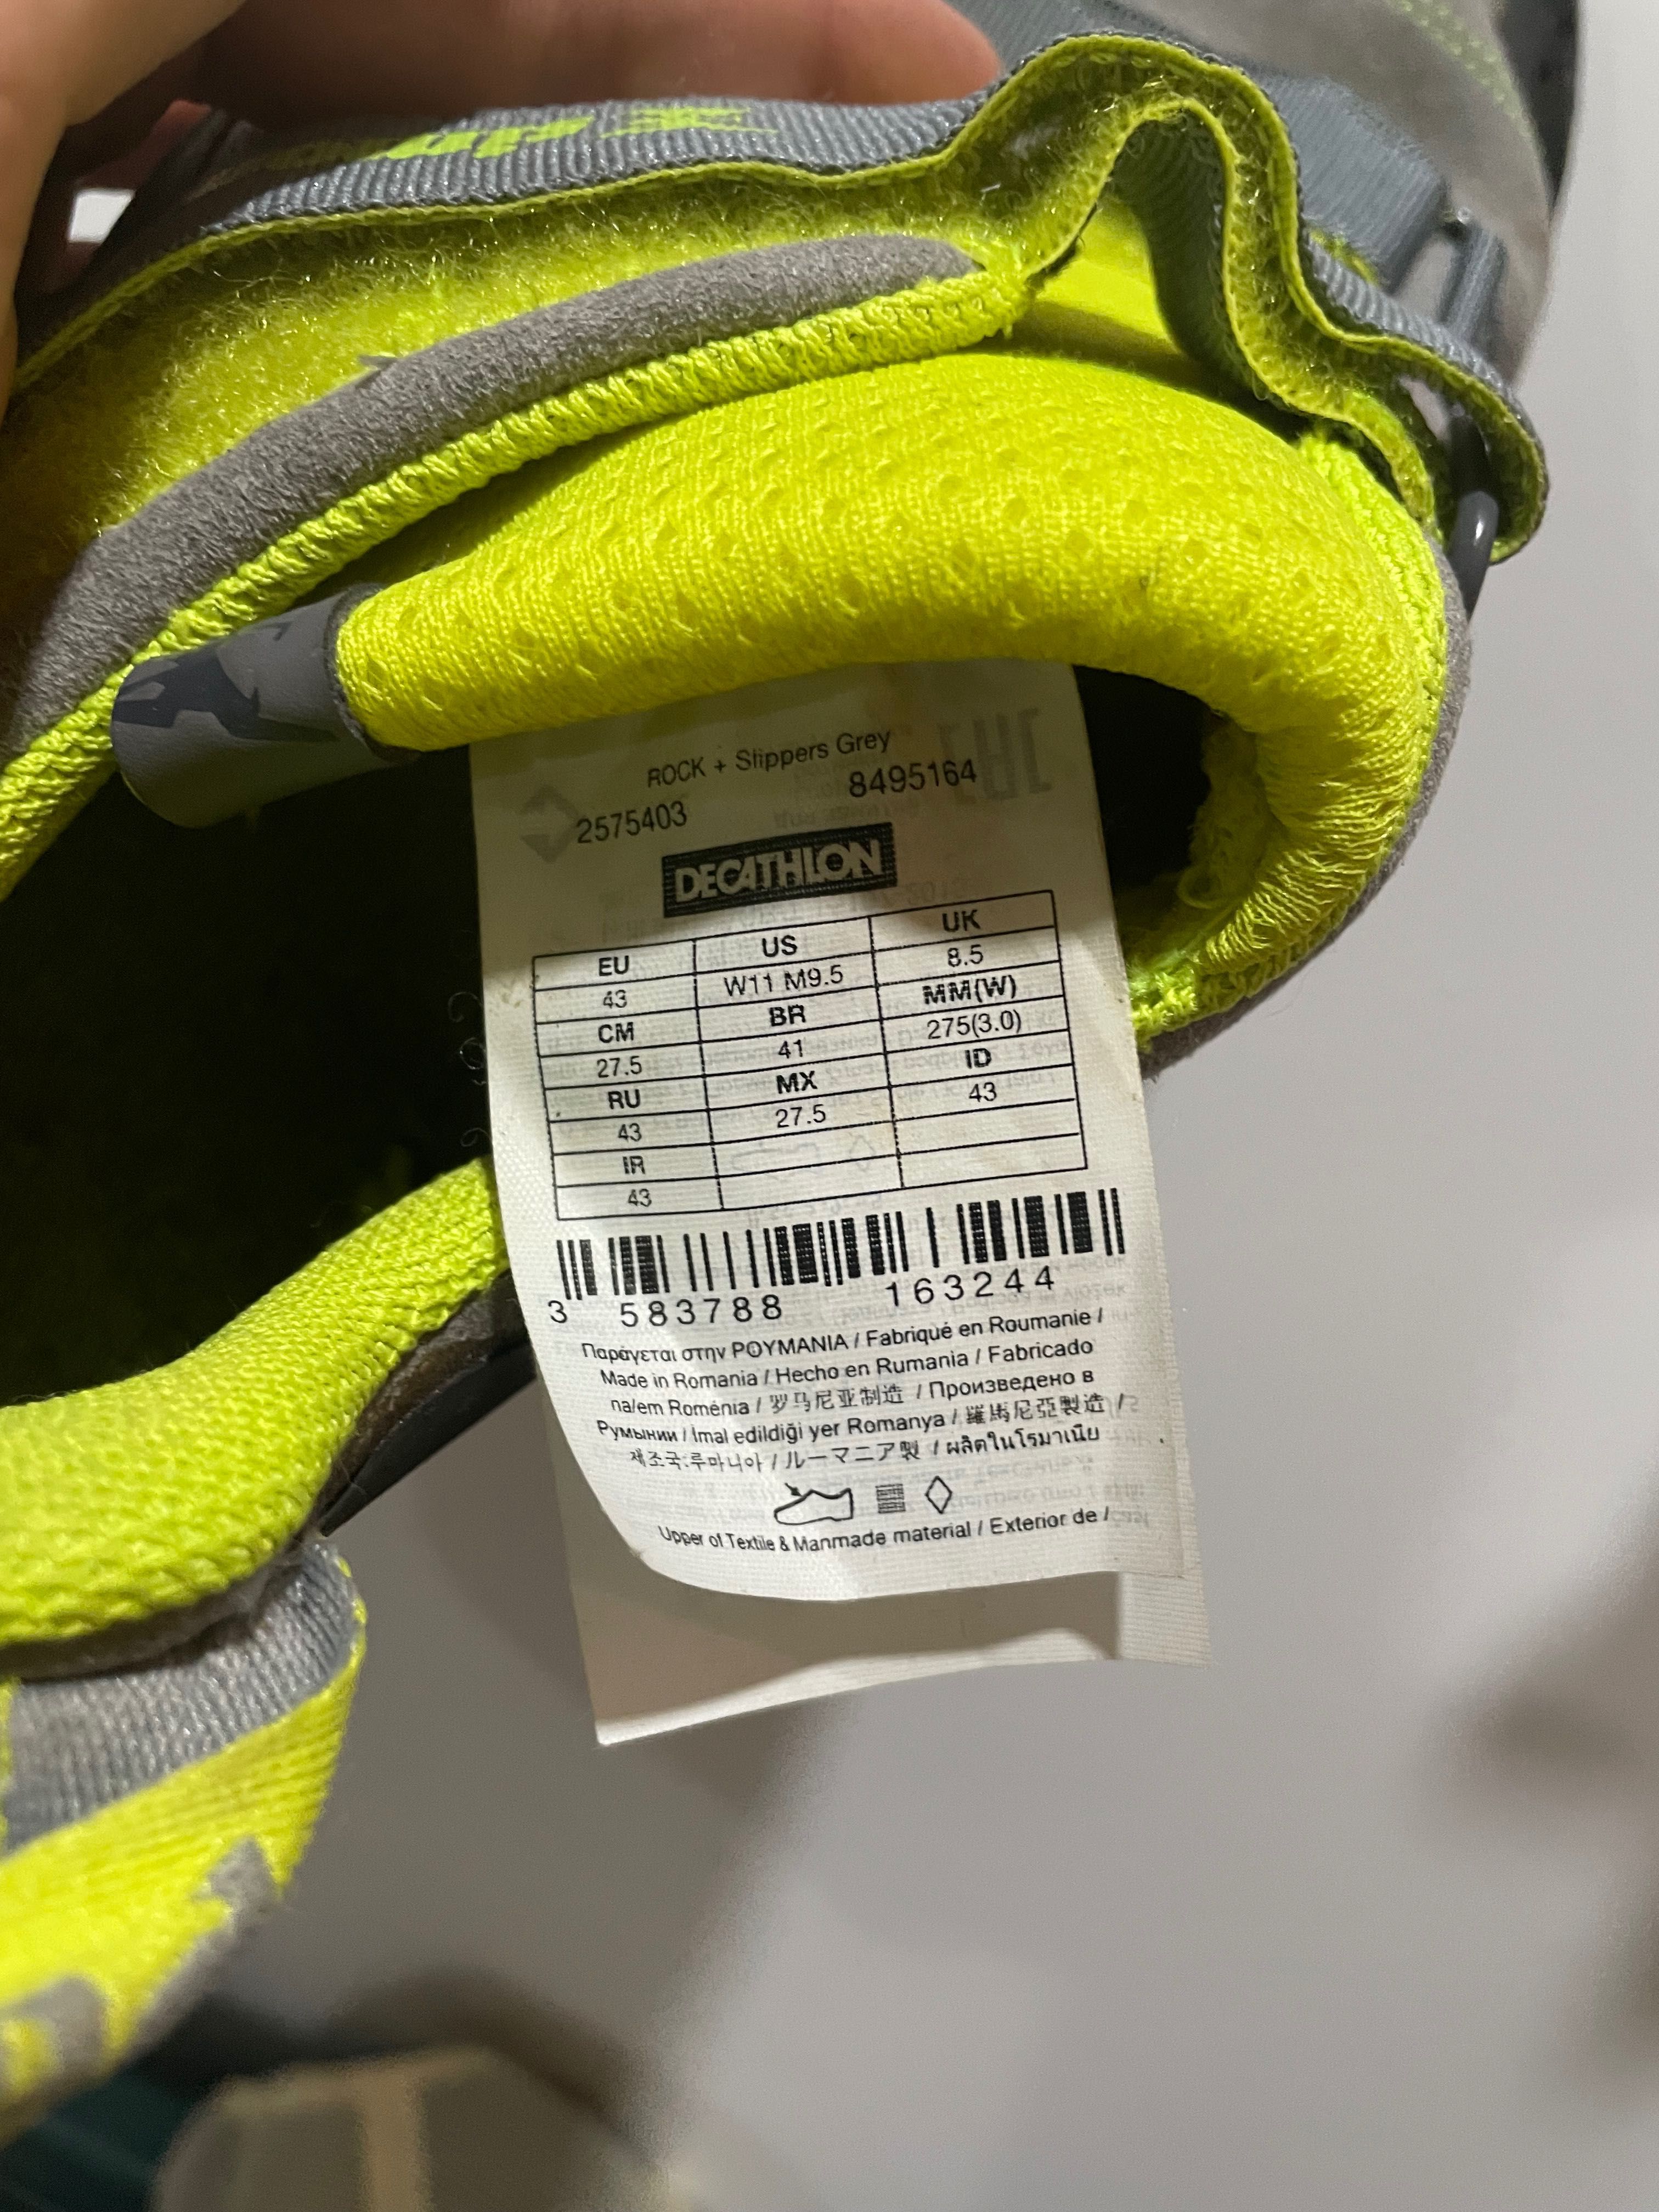 ROCK + Slippers Grey
2575403 8495164
EAC
DECATHLON
EU US UK
43 W11 M9.5 8.5
CM BR MM(W)
27.5 41 275(3.0)
RU MX ID
43 27.5 43
IR
43
3 583788 163244
Παράγεται στην ΡΟΥΜΑΝΙΑ / Fabriqué en Roumanie /
Made in Romania / Hecho en Rumania / Fabricado
na/em Roménia / 罗马尼亚制造 / Произведено в
Румынии / İmal edildiği yer Romanya / 羅馬尼亞製造 /
제조국:루마니아 / ルーマニア製 / ผลิตในโรมาเนีย
Upper of Textile & Manmade material / Exterior de /